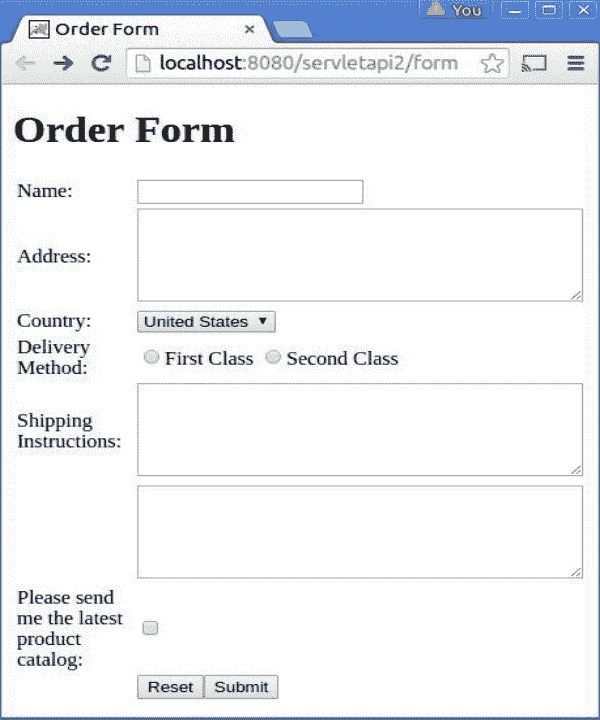 You
Order Form
localhost:8080/servletapi2/form
Order Form
Name:
Address:
Country:
United States
Delivery
Method:
First Class Second Class
Shipping
Instructions:
Please send
me the latest
product
catalog:
Reset Submit